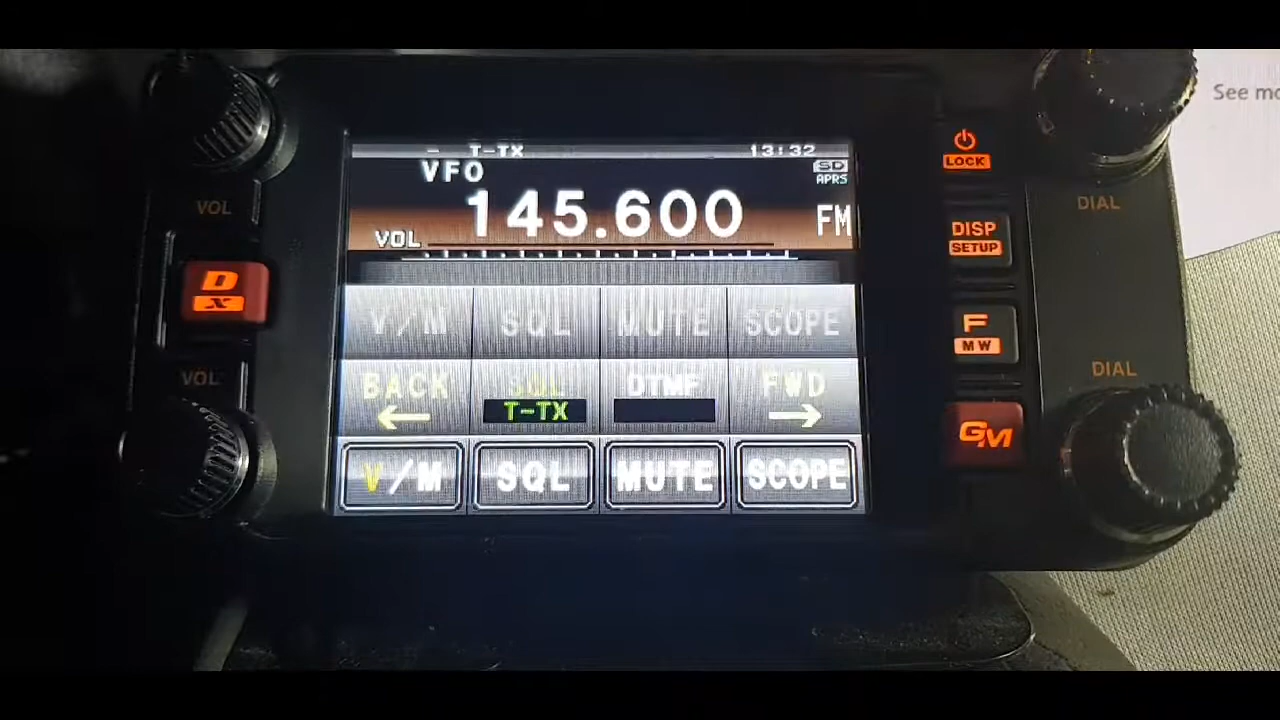 See mo
- T-TX 13:32
VFO
SD
APRS
145.600 FM
VOL
V/M SQL MUTE SCOPE
BACK SQL DTMF FWD
T-TX
V/M SQL MUTE SCOPE
VOL
D
X
VOL
LOCK
DISP
SETUP
F
MW
GM
DIAL
DIAL